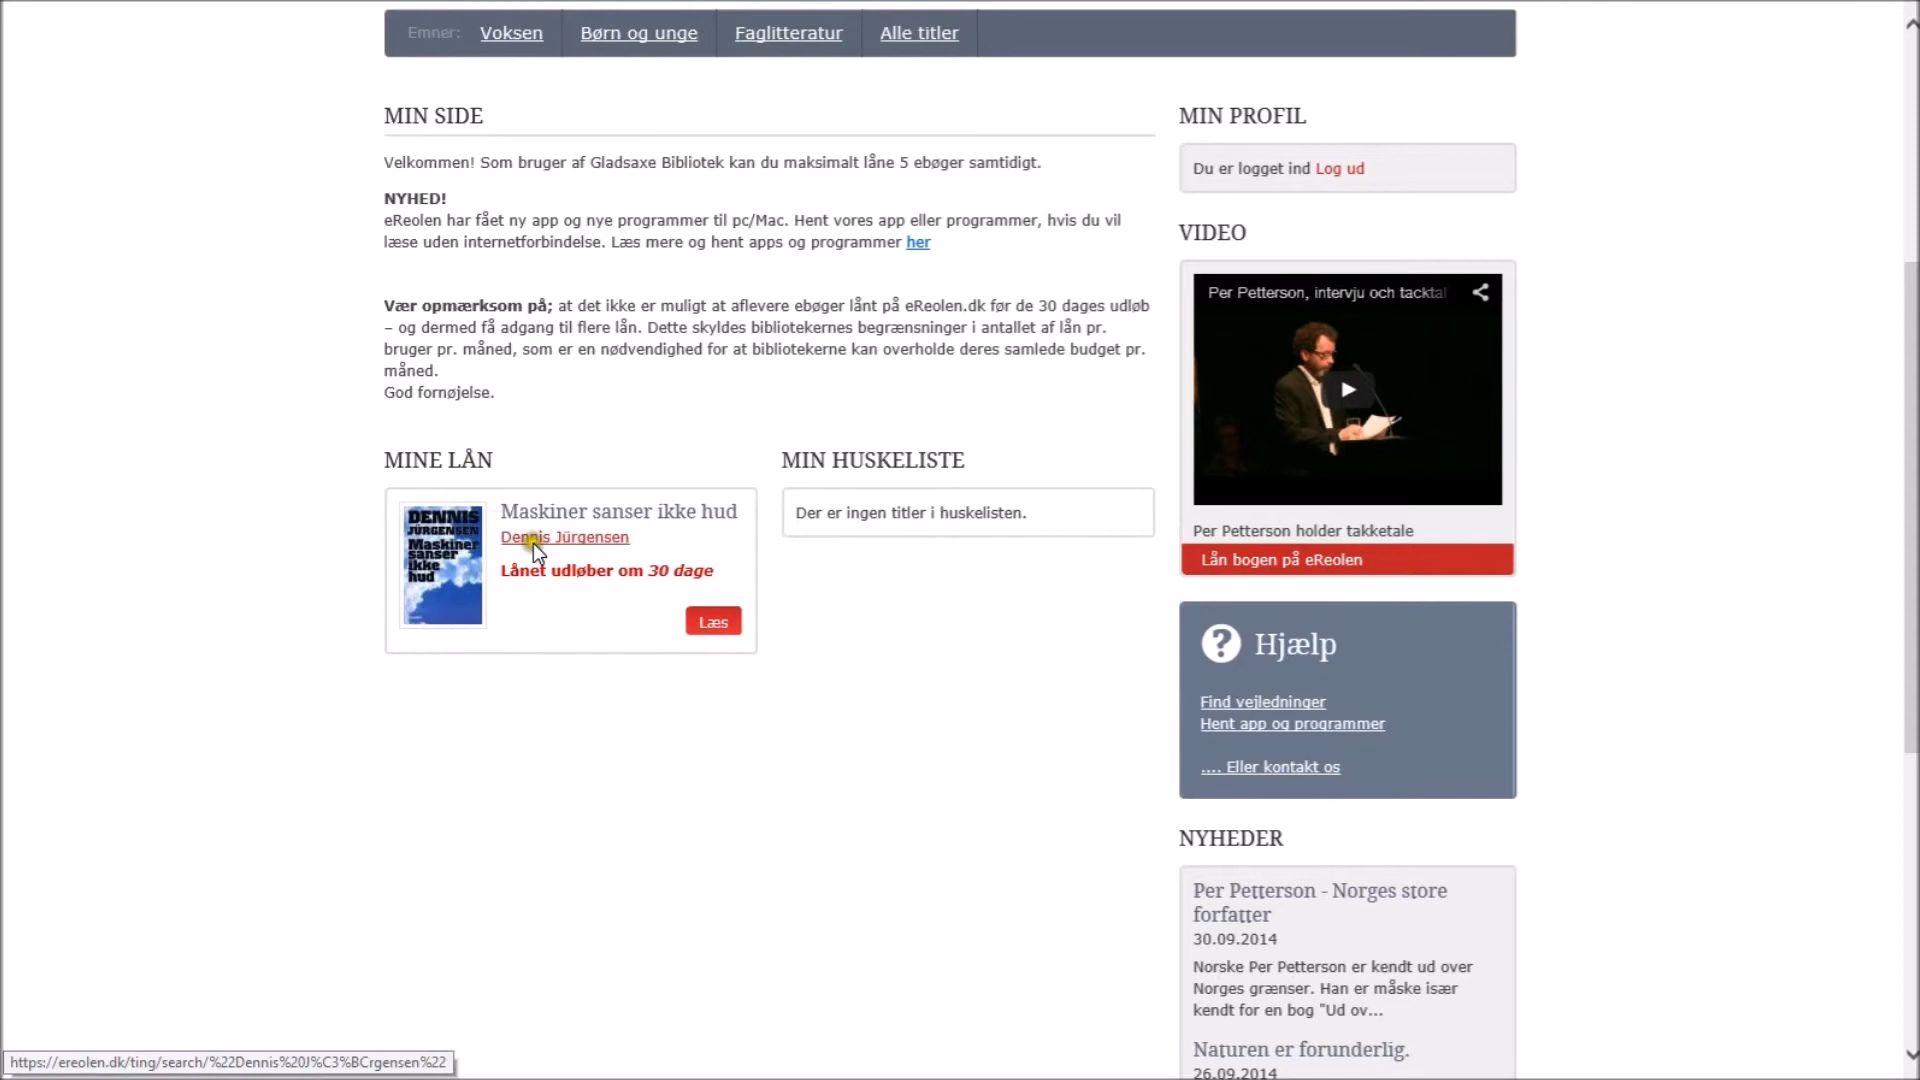 Emner: Voksen Børn og unge Faglitteratur Alle titler
MIN SIDE
Velkommen! Som bruger af Gladsaxe Bibliotek kan du maksimalt låne 5 ebøger samtidigt.
NYHED!
eReolen har fået ny app og nye programmer til pc/Mac. Hent vores app eller programmer, hvis du vil
læse uden internetforbindelse. Læs mere og hent apps og programmer her
Vær opmærksom på; at det ikke er muligt at aflevere ebøger lånt på eReolen.dk før de 30 dages udløb
– og dermed få adgang til flere lån. Dette skyldes bibliotekernes begrænsninger i antallet af lån pr.
bruger pr. måned, som er en nødvendighed for at bibliotekerne kan overholde deres samlede budget pr.
måned.
God fornøjelse.
MINE LÅN
DENNIS
JÜRGENSEN
Maskiner
sanser
ikke
hud
Maskiner sanser ikke hud
Dennis Jürgensen
Lånet udløber om 30 dage
Læs
MIN HUSKELISTE
Der er ingen titler i huskelisten.
MIN PROFIL
Du er logget ind Log ud
VIDEO
Per Petterson, intervju och tacktal
Per Petterson holder takketale
Lån bogen på eReolen
? Hjælp
Find vejledninger
Hent app og programmer
.... Eller kontakt os
NYHEDER
Per Petterson - Norges store
forfatter
30.09.2014
Norske Per Petterson er kendt ud over
Norges grænser. Han er måske især
kendt for en bog "Ud ov...
Naturen er forunderlig.
26.09.2014
https://ereolen.dk/ting/search/%22Dennis%20J%C3%BCrgensen%22